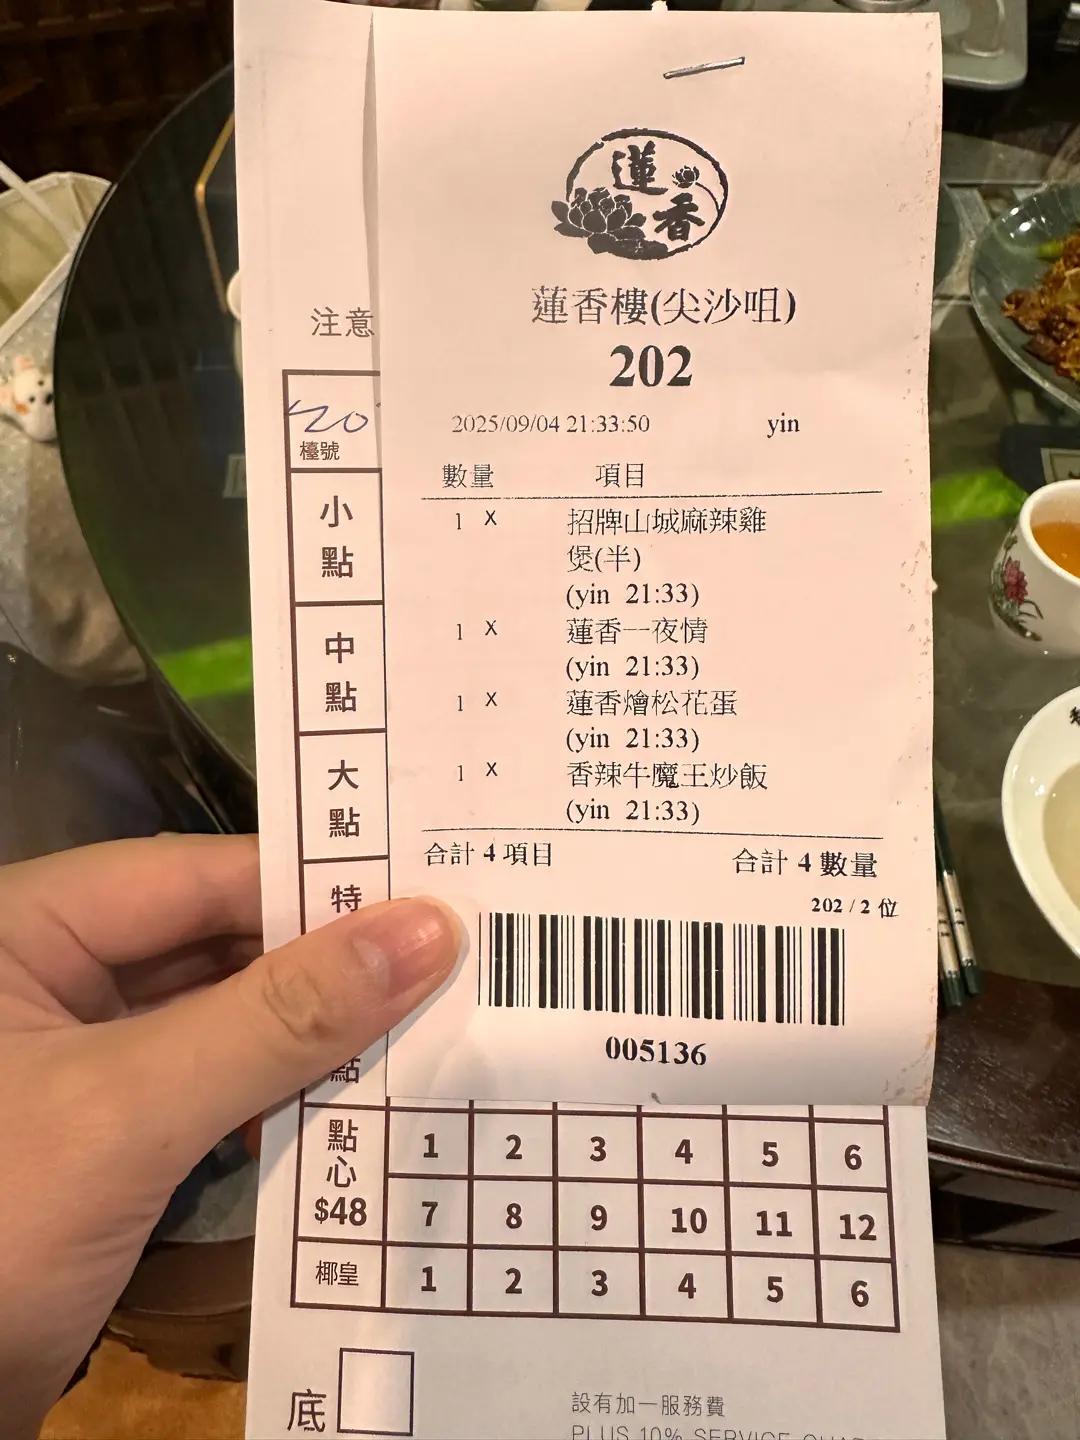 蓮香
蓮香樓(尖沙咀)
202
2025/09/04 21:33:50 yin
數量 項目
1 X 招牌山城麻辣雞
煲(半)
(yin 21:33)
1 X 蓮香一夜情
(yin 21:33)
1 X 蓮香燴松花蛋
(yin 21:33)
1 X 香辣牛魔王炒飯
(yin 21:33)
合計 4 項目 合計 4 數量
202 / 2 位
005136
注意
檯號
小點
中點
大點
特
點
點心 $48
1 2 3 4 5 6
7 8 9 10 11 12
椰皇 1 2 3 4 5 6
底
設有加一服務費
PLUS 10% SERVICE